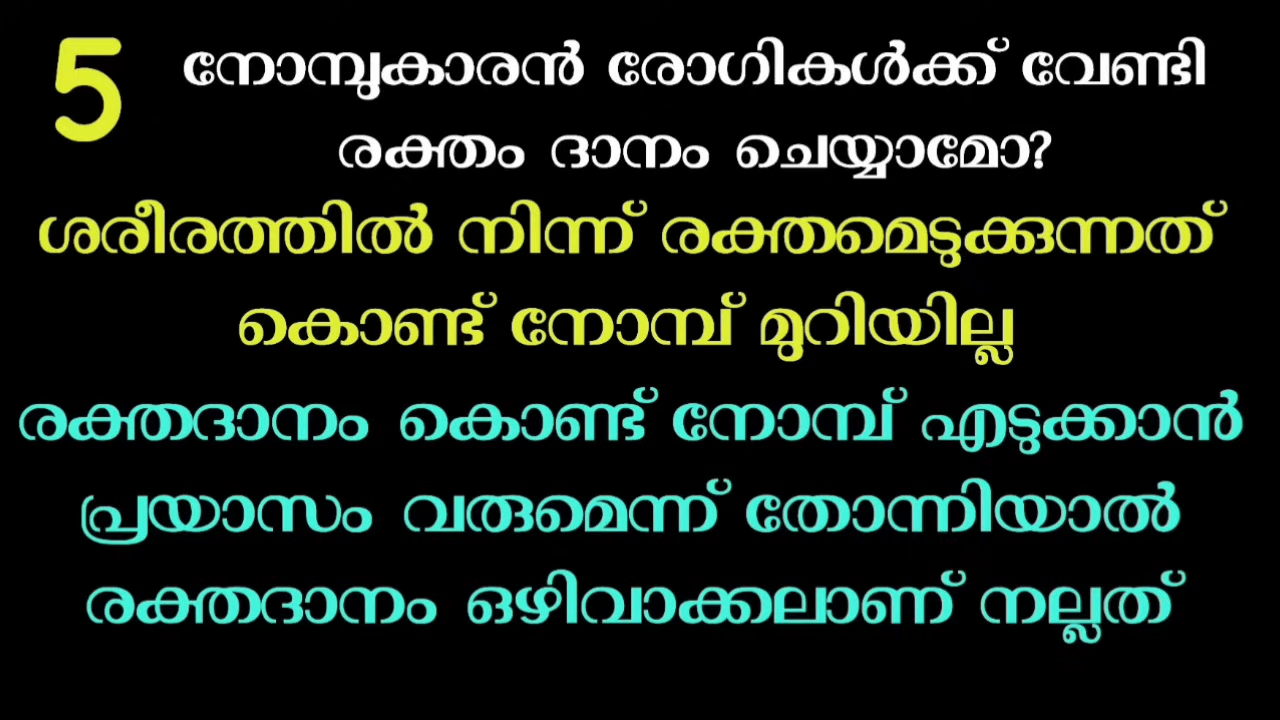 5 നോമ്പുകാരൻ രോഗികൾക്ക് വേണ്ടി
രക്തം ദാനം ചെയ്യാമോ?
ശരീരത്തിൽ നിന്ന് രക്തമെടുക്കുന്നത്
കൊണ്ട് നോമ്പ് മുറിയില്ല
രക്തദാനം കൊണ്ട് നോമ്പ് എടുക്കാൻ
പ്രയാസം വരുമെന്ന് തോന്നിയാൽ
രക്തദാനം ഒഴിവാക്കലാണ് നല്ലത്